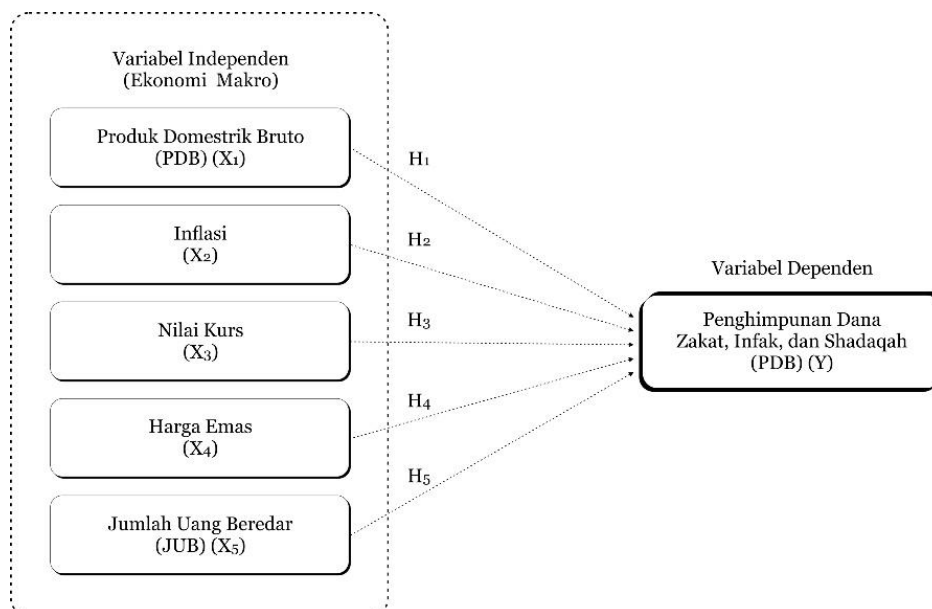 Variabel Independen
(Ekonomi Makro)
Produk Domestrik Bruto
(PDB) (X₁)
H₁
Inflasi
(X₂)
H₂
Nilai Kurs
(X₃)
H₃
Harga Emas
(X₄)
H₄
Jumlah Uang Beredar
(JUB) (X₅)
H₅
Variabel Dependen
Penghimpunan Dana
Zakat, Infak, dan Shadaqah
(PDB) (Y)